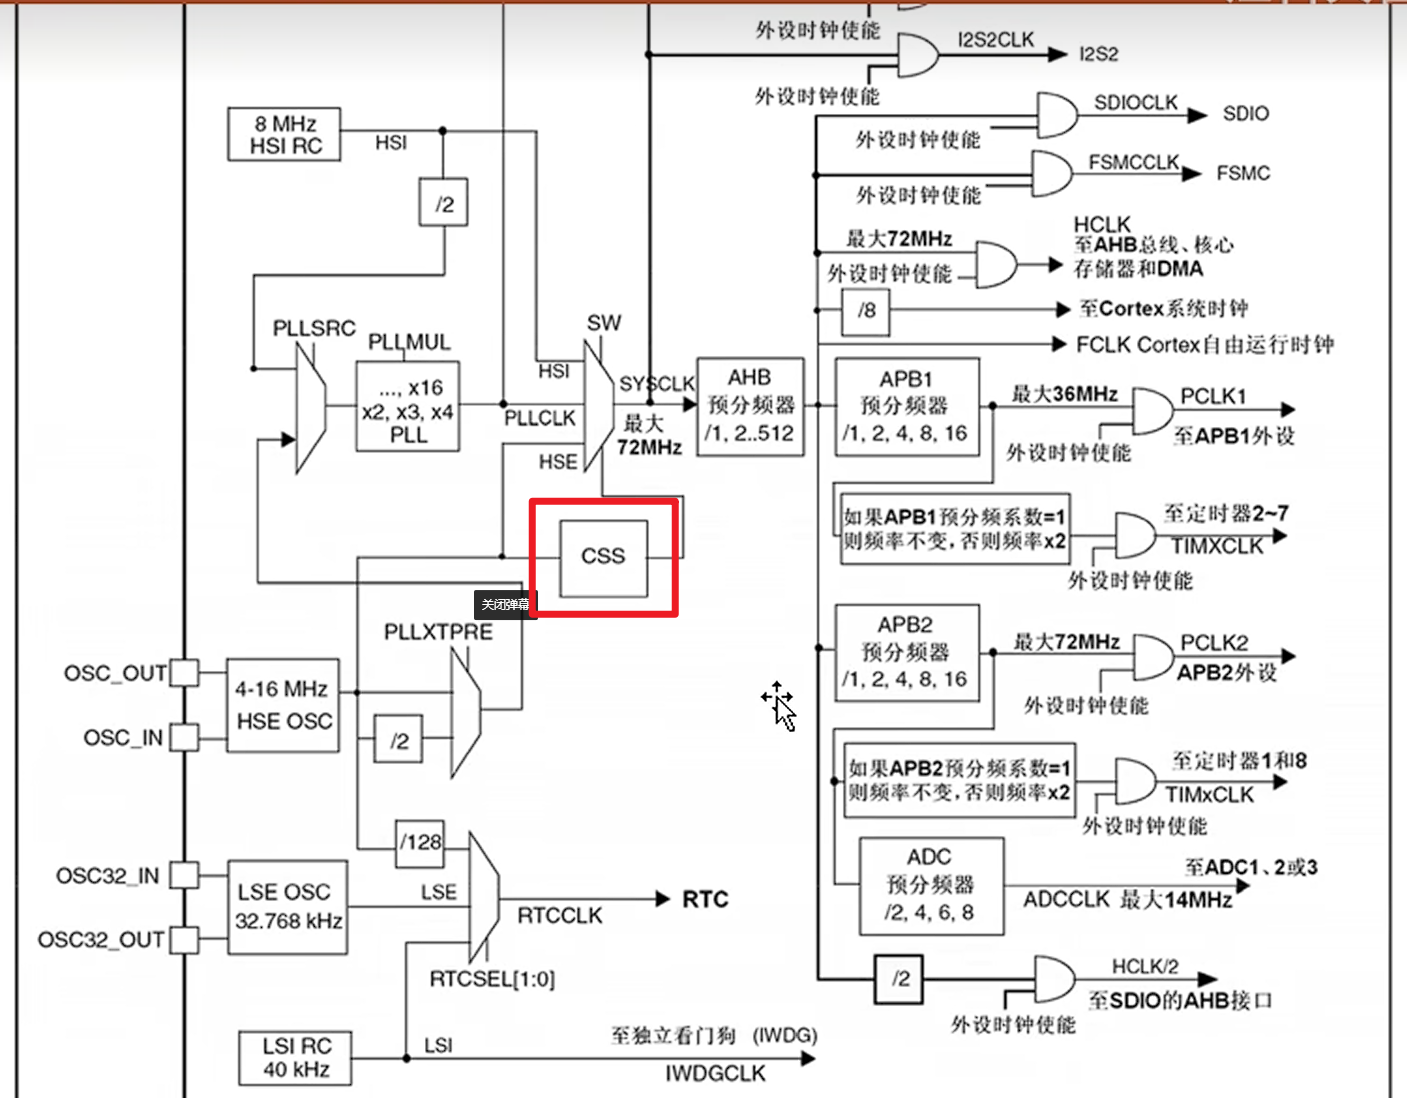 外设时钟使能
I2S2CLK
I2S2
外设时钟使能
8 MHz
HSI RC
HSI
/2
SDIOCLK
SDIO
外设时钟使能
FSMCCLK
FSMC
外设时钟使能
最大72MHz
外设时钟使能
HCLK
至AHB总线、核心
存储器和DMA
/8
至Cortex系统时钟
FCLK Cortex自由运行时钟
PLLSRC
PLLMUL
..., x16
x2, x3, x4
PLL
SW
HSI
PLLCLK
HSE
SYSCLK
最大
72MHz
AHB
预分频器
/1, 2..512
APB1
预分频器
/1, 2, 4, 8, 16
最大36MHz
PCLK1
至APB1外设
外设时钟使能
如果APB1预分频系数=1
则频率不变，否则频率x2
至定时器2~7
TIMXCLK
外设时钟使能
CSS
关闭弹幕
PLLXTPRE
OSC_OUT
OSC_IN
4-16 MHz
HSE OSC
/2
APB2
预分频器
/1, 2, 4, 8, 16
最大72MHz
PCLK2
APB2外设
外设时钟使能
如果APB2预分频系数=1
则频率不变，否则频率x2
至定时器1和8
TIMxCLK
外设时钟使能
/128
OSC32_IN
OSC32_OUT
LSE OSC
32.768 kHz
LSE
RTCCLK
RTC
RTCSEL[1:0]
ADC
预分频器
/2, 4, 6, 8
至ADC1、2或3
ADCCLK 最大14MHz
/2
HCLK/2
至SDIO的AHB接口
外设时钟使能
LSI RC
40 kHz
LSI
至独立看门狗 (IWDG)
IWDGCLK